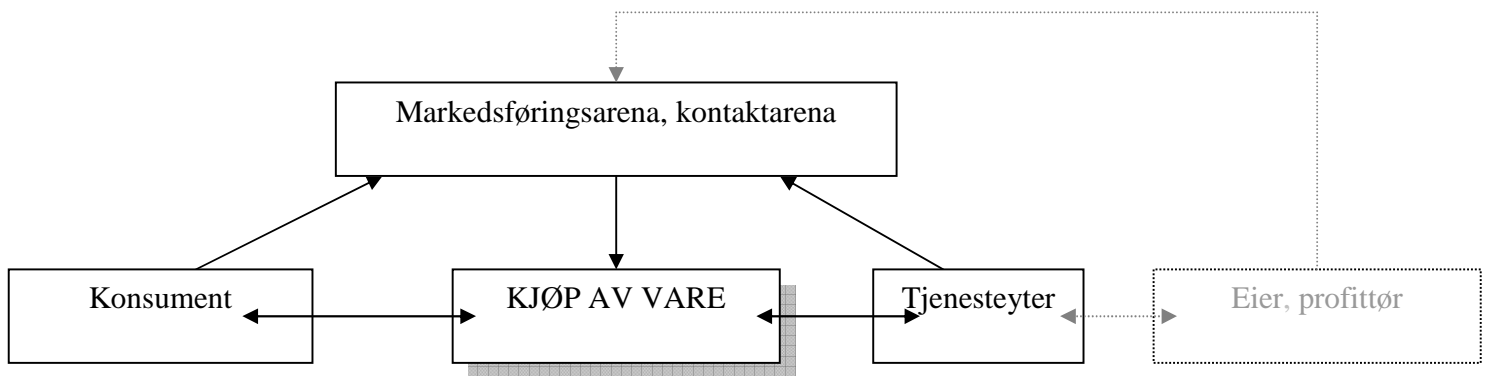 Markedsføringsarena, kontaktarena
Konsument
KJØP AV VARE
Tjenesteyter
Eier, profittør